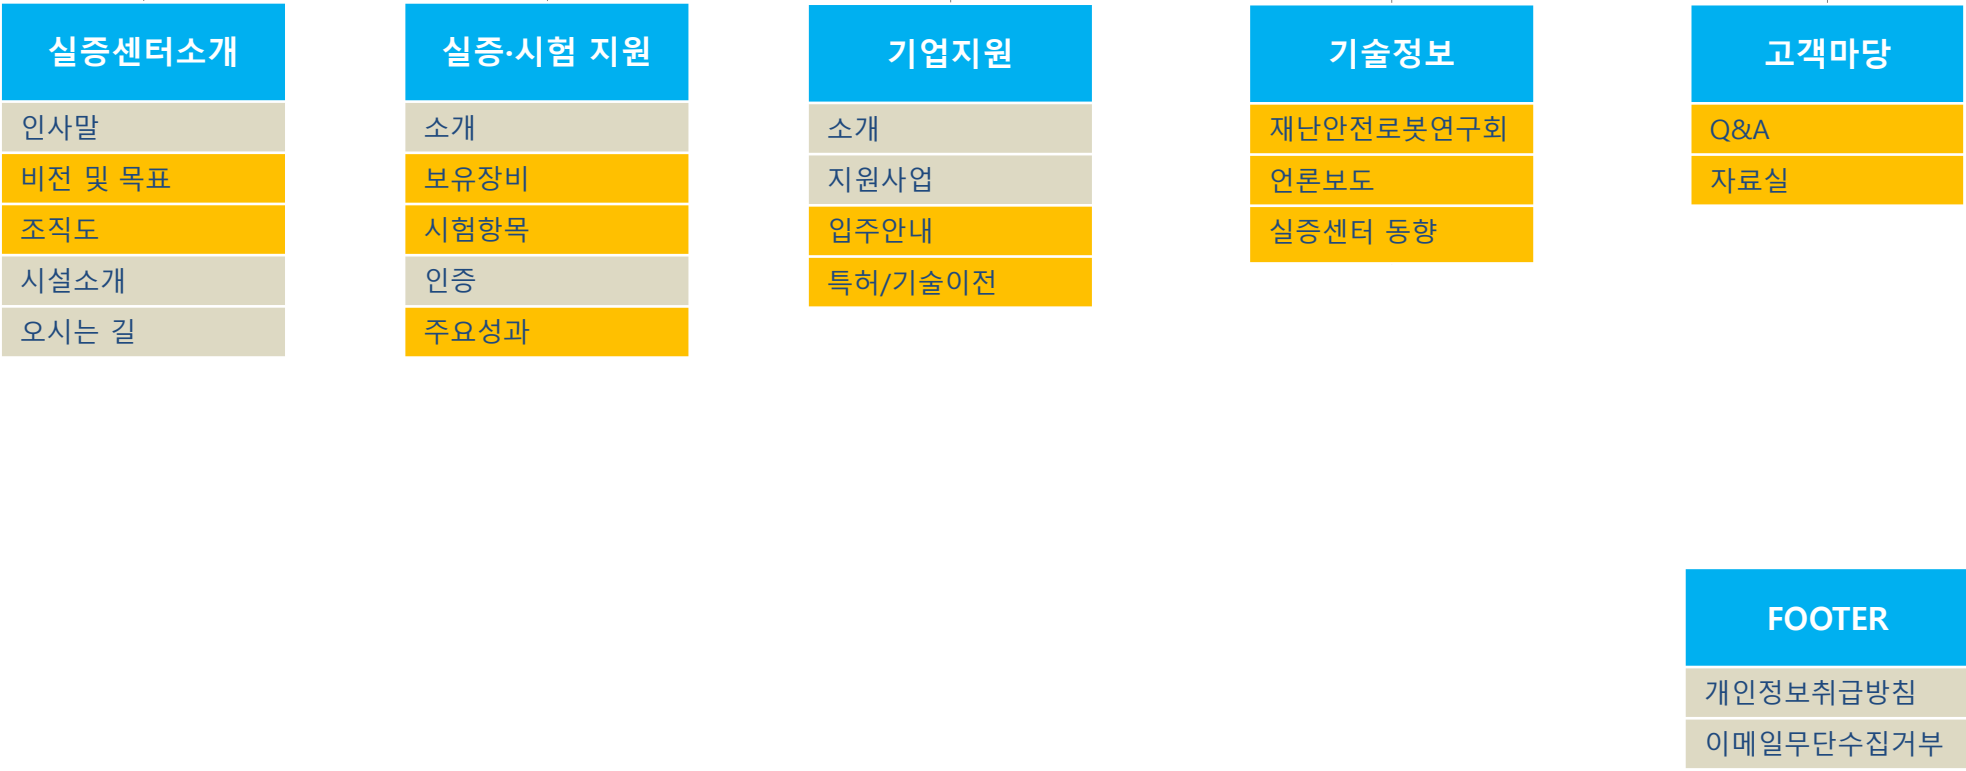 실증센터소개
인사말
비전 및 목표
조직도
시설소개
오시는 길
실증·시험 지원
소개
보유장비
시험항목
인증
주요성과
기업지원
소개
지원사업
입주안내
특허/기술이전
기술정보
재난안전로봇연구회
언론보도
실증센터 동향
고객마당
Q&A
자료실
FOOTER
개인정보취급방침
이메일무단수집거부